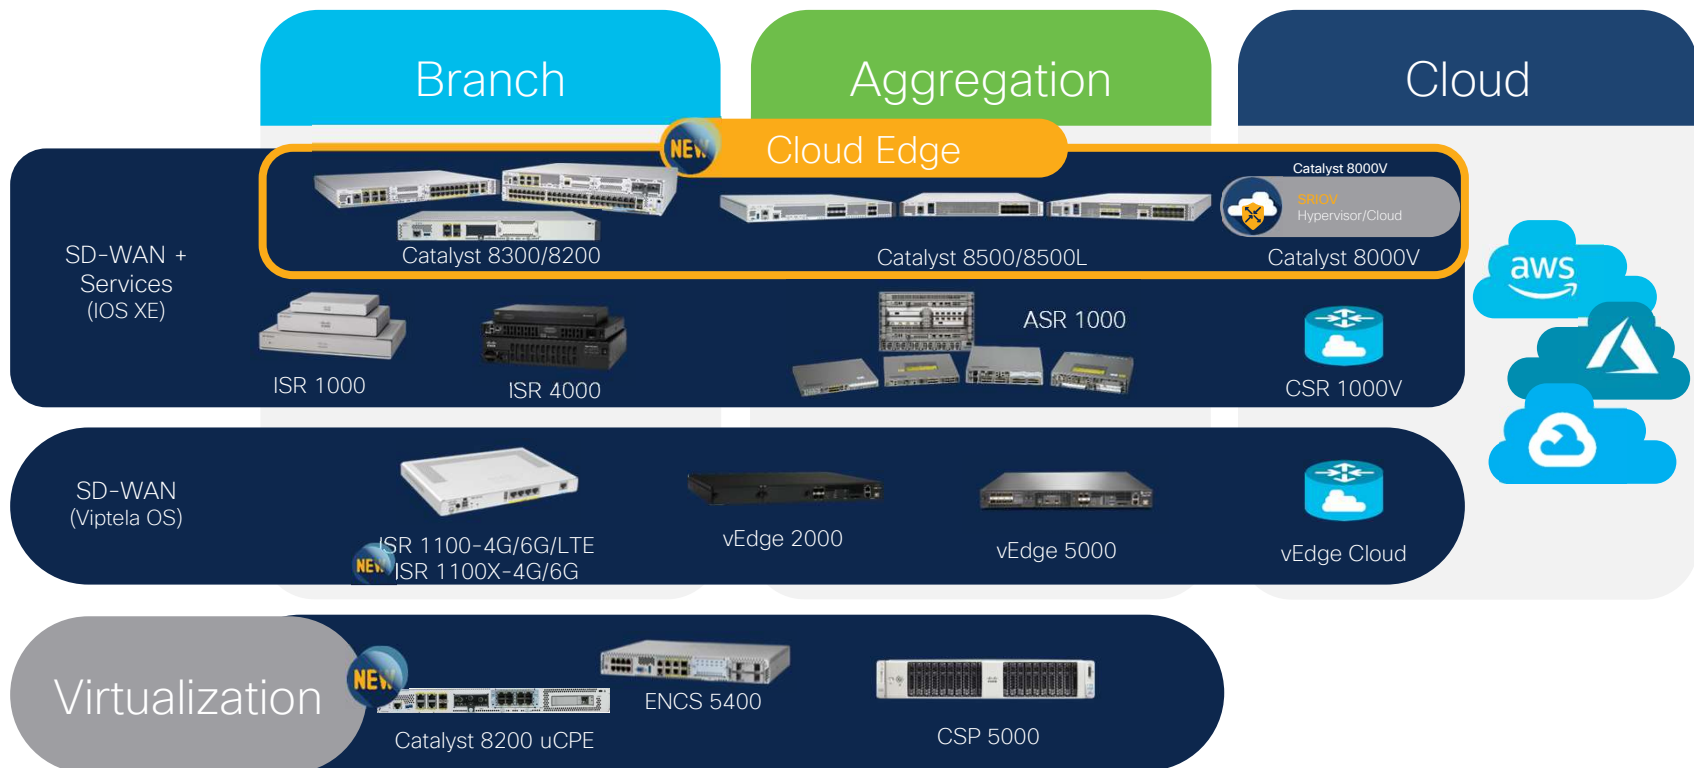 Branch
Aggregation
Cloud
NEW
Cloud Edge
Catalyst 8000V
SRIOV
Hypervisor/Cloud
SD-WAN +
Services
(IOS XE)
Catalyst 8300/8200
Catalyst 8500/8500L
Catalyst 8000V
aws
ISR 1000
ISR 4000
ASR 1000
CSR 1000V
SD-WAN
(Viptela OS)
NEW
ISR 1100-4G/6G/LTE
ISR 1100X-4G/6G
vEdge 2000
vEdge 5000
vEdge Cloud
Virtualization
NEW
Catalyst 8200 uCPE
ENCS 5400
CSP 5000